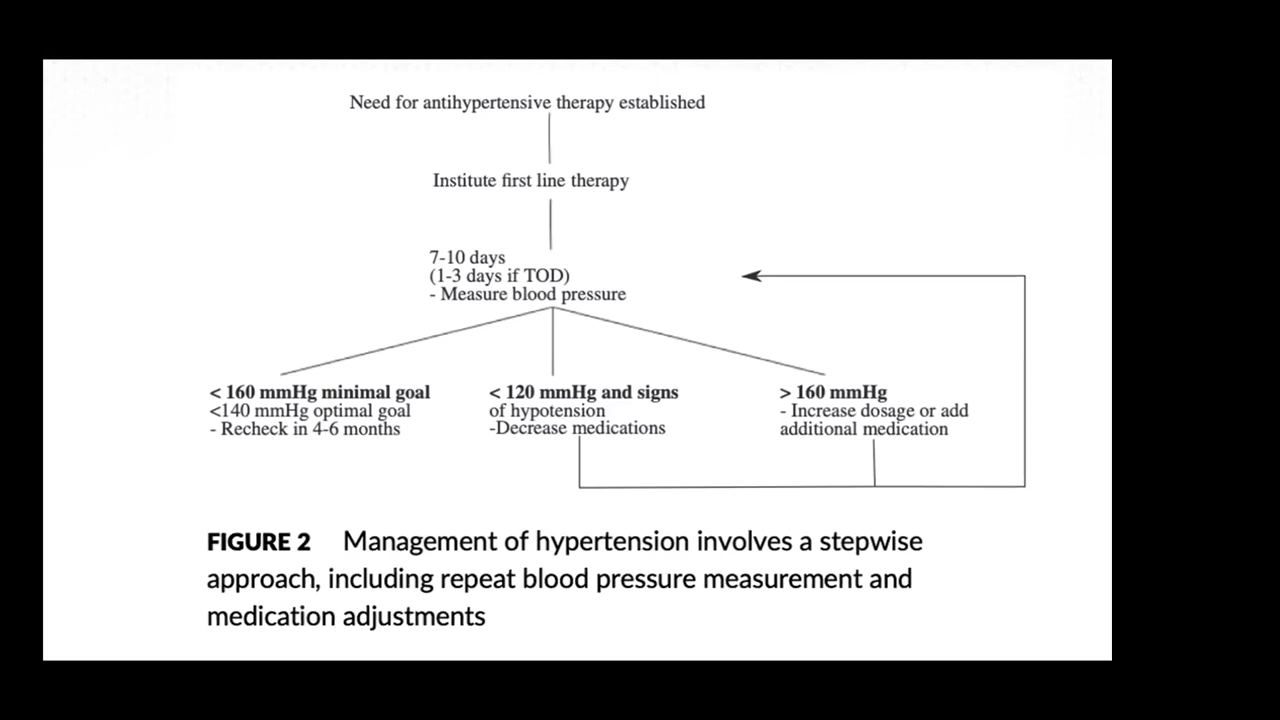 Need for antihypertensive therapy established
Institute first line therapy
7-10 days
(1-3 days if TOD)
- Measure blood pressure
< 160 mmHg minimal goal
<140 mmHg optimal goal
- Recheck in 4-6 months
< 120 mmHg and signs
of hypotension
-Decrease medications
> 160 mmHg
- Increase dosage or add
additional medication
FIGURE 2 Management of hypertension involves a stepwise
approach, including repeat blood pressure measurement and
medication adjustments